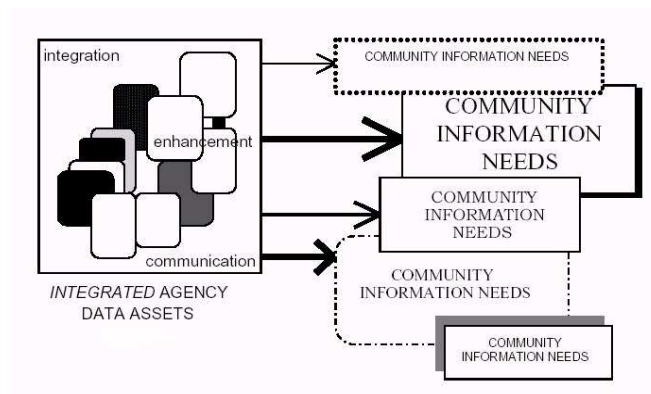 integration
enhancement
communication
INTEGRATED AGENCY
DATA ASSETS
COMMUNITY INFORMATION NEEDS
COMMUNITY
INFORMATION
NEEDS
COMMUNITY
INFORMATION
NEEDS
COMMUNITY
INFORMATION NEEDS
COMMUNITY
INFORMATION NEEDS